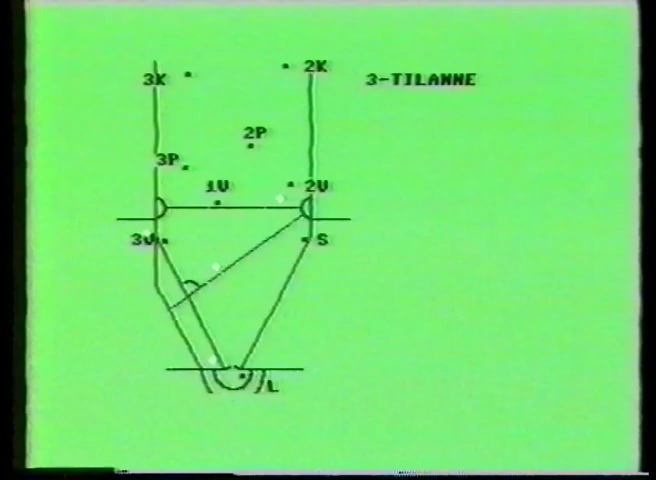 3K 2K 3-TILANNE
2P
3P
1V 2V
3V S
L